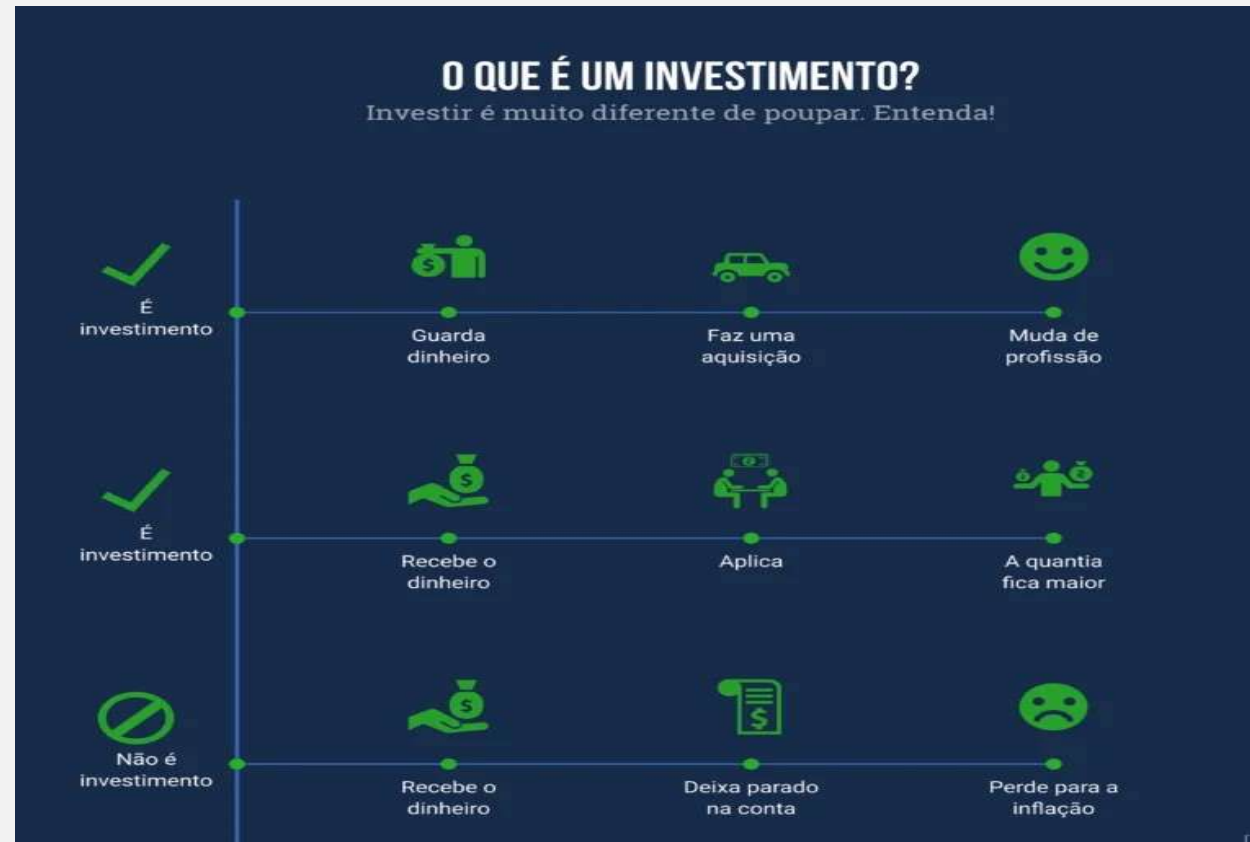 O QUE É UM INVESTIMENTO?
Investir é muito diferente de poupar. Entenda!
É
investimento
Guarda
dinheiro
Faz uma
aquisição
Muda de
profissão
É
investimento
Recebe o
dinheiro
Aplica
A quantia
fica maior
Não é
investimento
Recebe o
dinheiro
Deixa parado
na conta
Perde para a
inflação